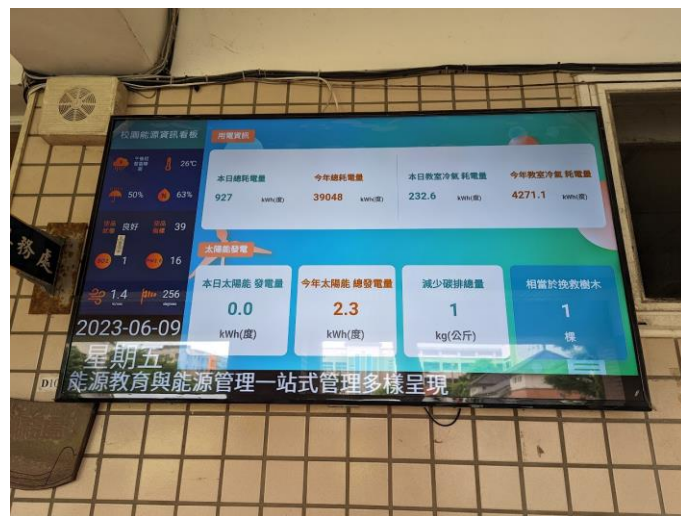 校園能源資訊看板
26°C
50%
63%
良好
39
1
16
1.4
256
2023-06-09
星期五
用電資訊
本日總耗電量
927 kWh(度)
今年總耗電量
39048 kWh(度)
本日教室冷氣 耗電量
232.6 kWh(度)
今年教室冷氣 耗電量
4271.1 kWh(度)
太陽能發電
本日太陽能 發電量
0.0
kWh(度)
今年太陽能 總發電量
2.3
kWh(度)
減少碳排總量
1
kg(公斤)
相當於挽救樹木
1
棵
能源教育與能源管理一站式管理多樣呈現
務處